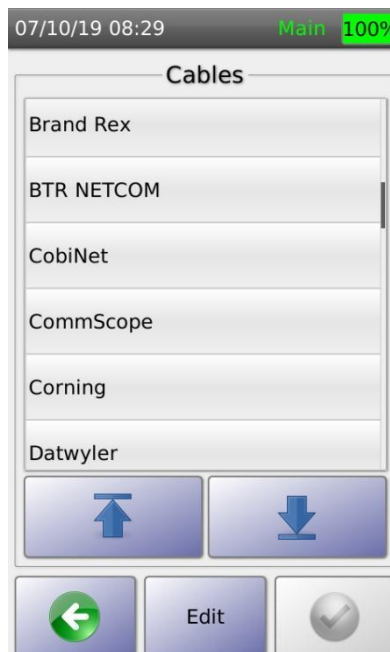 07/10/19 08:29 Main 100%
Cables
Brand Rex
BTR NETCOM
CobiNet
CommScope
Corning
Datwyler
Edit